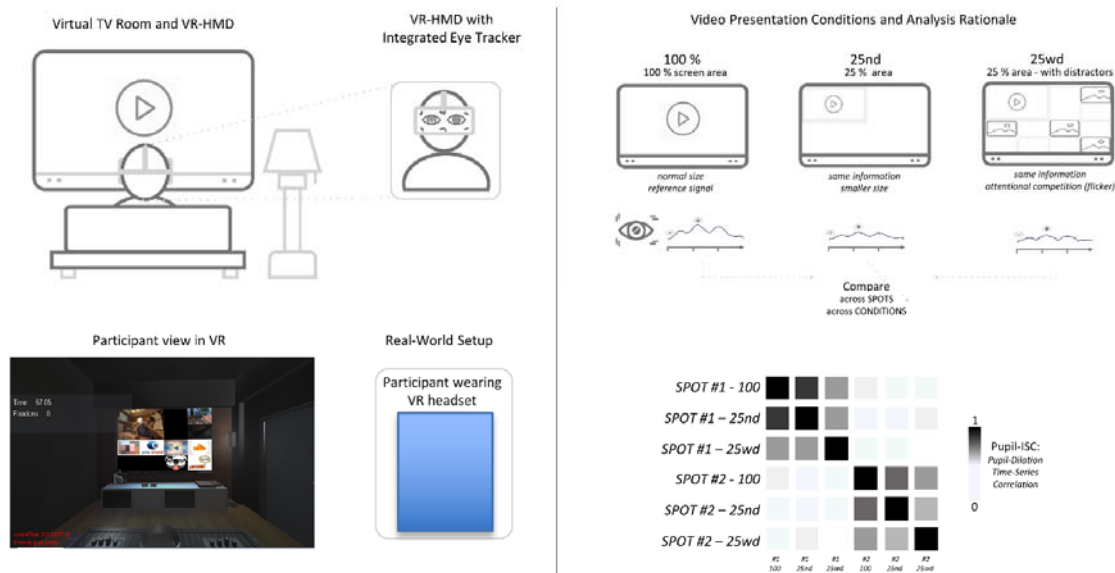 Virtual TV Room and VR-HMD
VR-HMD with
Integrated Eye Tracker
Participant view in VR
Time 67.05
Real-World Setup
Participant wearing
VR headset
Video Presentation Conditions and Analysis Rationale
100 %
100 % screen area
25nd
25 % area
25wd
25 % area - with distractors
normal size
reference signal
same information
smaller size
same information
attentional competition (flicker)
Compare
across SPOTS
across CONDITIONS
SPOT #1 - 100
SPOT #1 – 25nd
SPOT #1 – 25wd
SPOT #2 - 100
SPOT #2 – 25nd
SPOT #2 – 25wd
#1 #1 #1 #2 #2 #2
100 25nd 25wd 100 25nd 25wd
1
0
Pupil-ISC:
Pupil-Dilation
Time-Series
Correlation